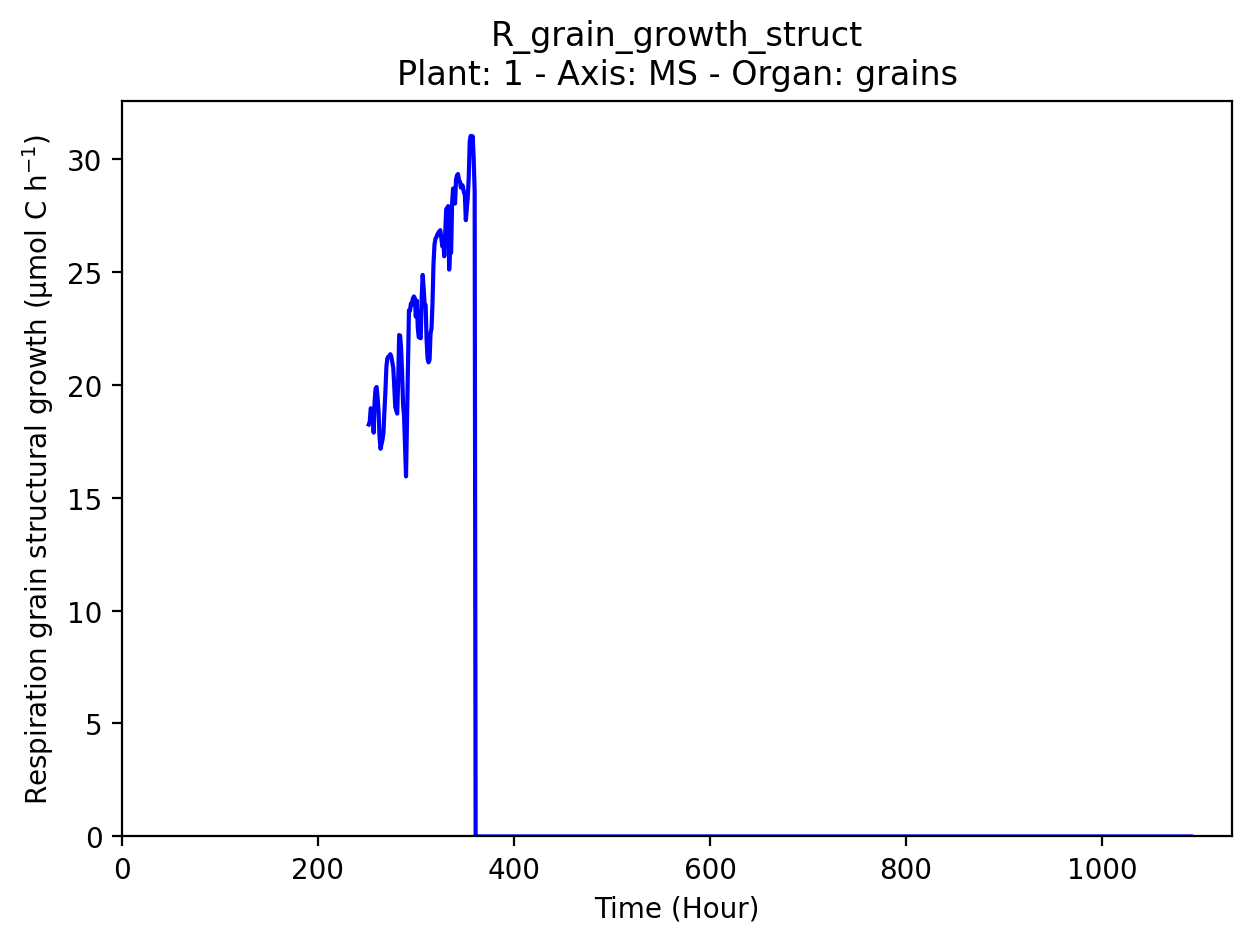 R_grain_growth_struct
Plant: 1 - Axis: MS - Organ: grains
Respiration grain structural growth (µmol C h⁻¹)
30
25
20
15
10
5
0
0 200 400 600 800 1000
Time (Hour)